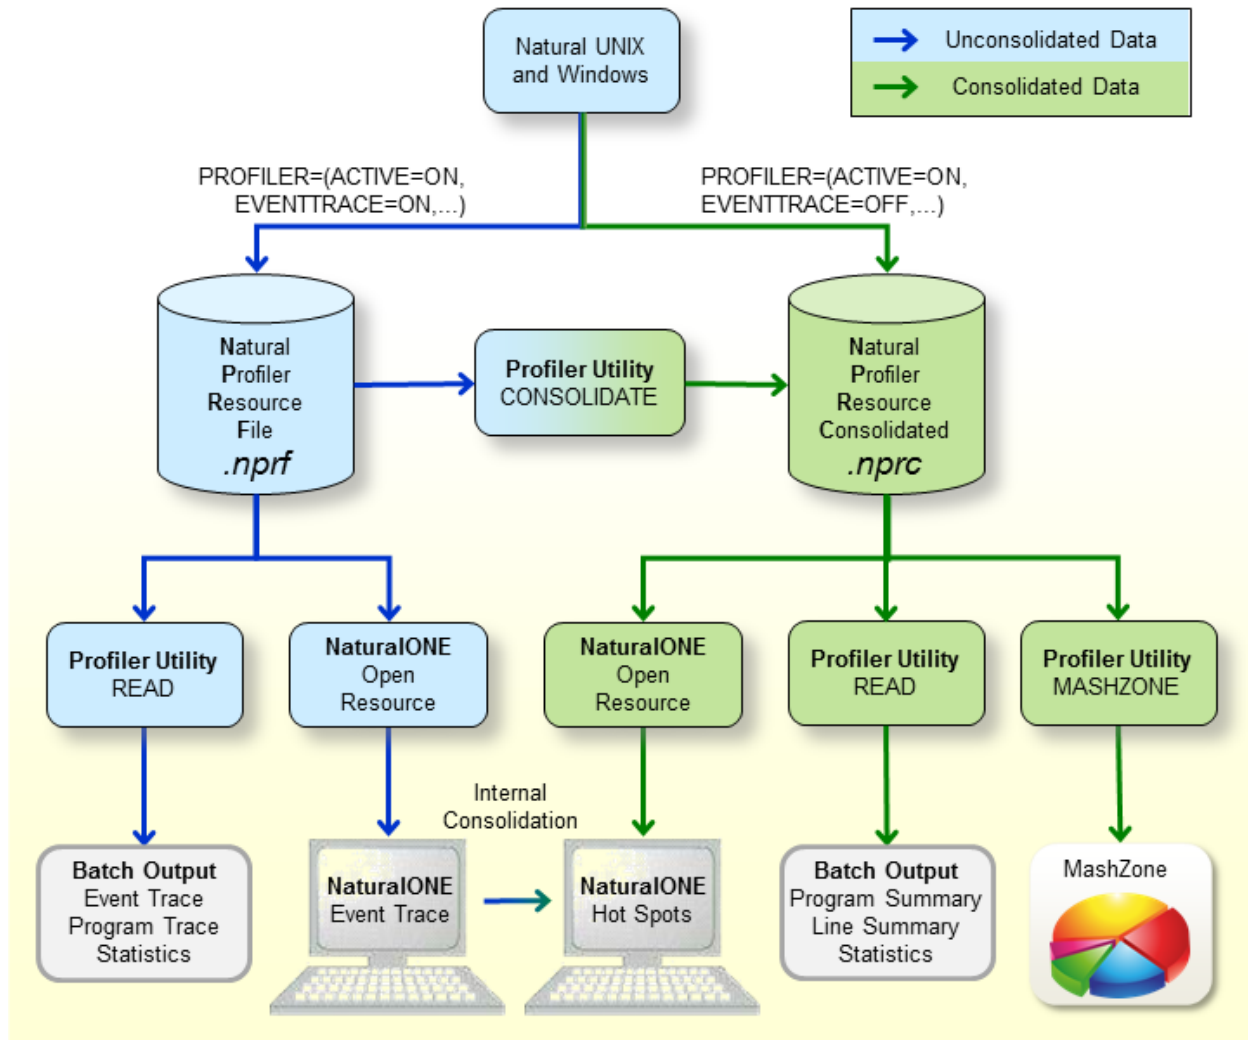 Natural UNIX
and Windows
Unconsolidated Data
Consolidated Data
PROFILER=(ACTIVE=ON,
EVENTTRACE=ON,...)
PROFILER=(ACTIVE=ON,
EVENTTRACE=OFF,...)
Natural
Profiler
Resource
File
.nprf
Profiler Utility
CONSOLIDATE
Natural
Profiler
Resource
Consolidated
.nprc
Profiler Utility
READ
NaturalONE
Open
Resource
NaturalONE
Open
Resource
Profiler Utility
READ
Profiler Utility
MASHZONE
Internal
Consolidation
Batch Output
Event Trace
Program Trace
Statistics
NaturalONE
Event Trace
NaturalONE
Hot Spots
Batch Output
Program Summary
Line Summary
Statistics
MashZone